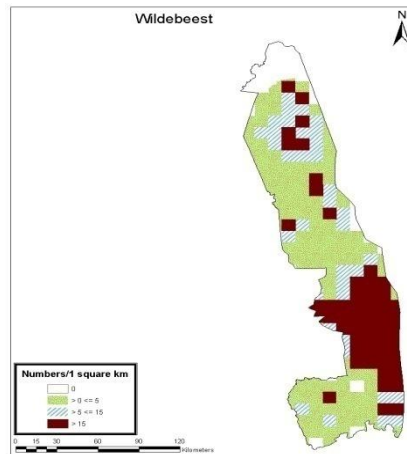 Wildebeest
N
Numbers/1 square km
0
> 0 <= 5
> 5 <= 15
> 15
0 15 30 60 90 120
Kilometers